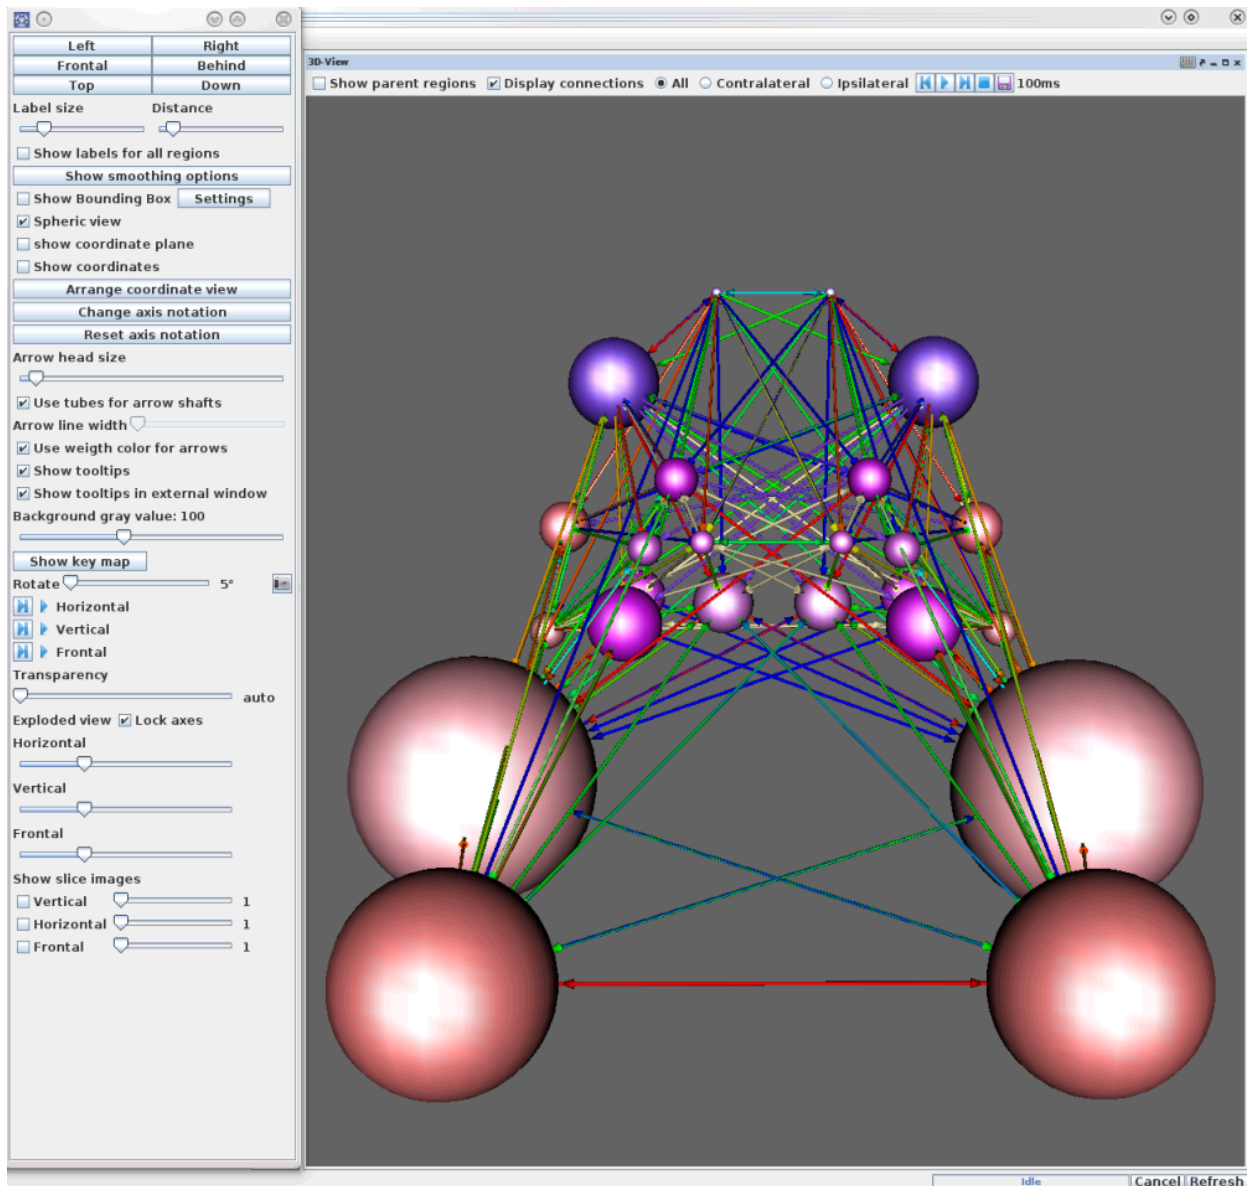 Left Right
Frontal Behind
Top Down
Label size Distance
Show labels for all regions
Show smoothing options
Show Bounding Box Settings
Spheric view
show coordinate plane
Show coordinates
Arrange coordinate view
Change axis notation
Reset axis notation
Arrow head size
Use tubes for arrow shafts
Arrow line width
Use weigth color for arrows
Show tooltips
Show tooltips in external window
Background gray value: 100
Show key map
Rotate 5°
Horizontal
Vertical
Frontal
Transparency
auto
Exploded view Lock axes
Horizontal
Vertical
Frontal
Show slice images
Vertical 1
Horizontal 1
Frontal 1
3D-View
Show parent regions Display connections All Contralateral Ipsilateral 100ms
Idle Cancel Refresh